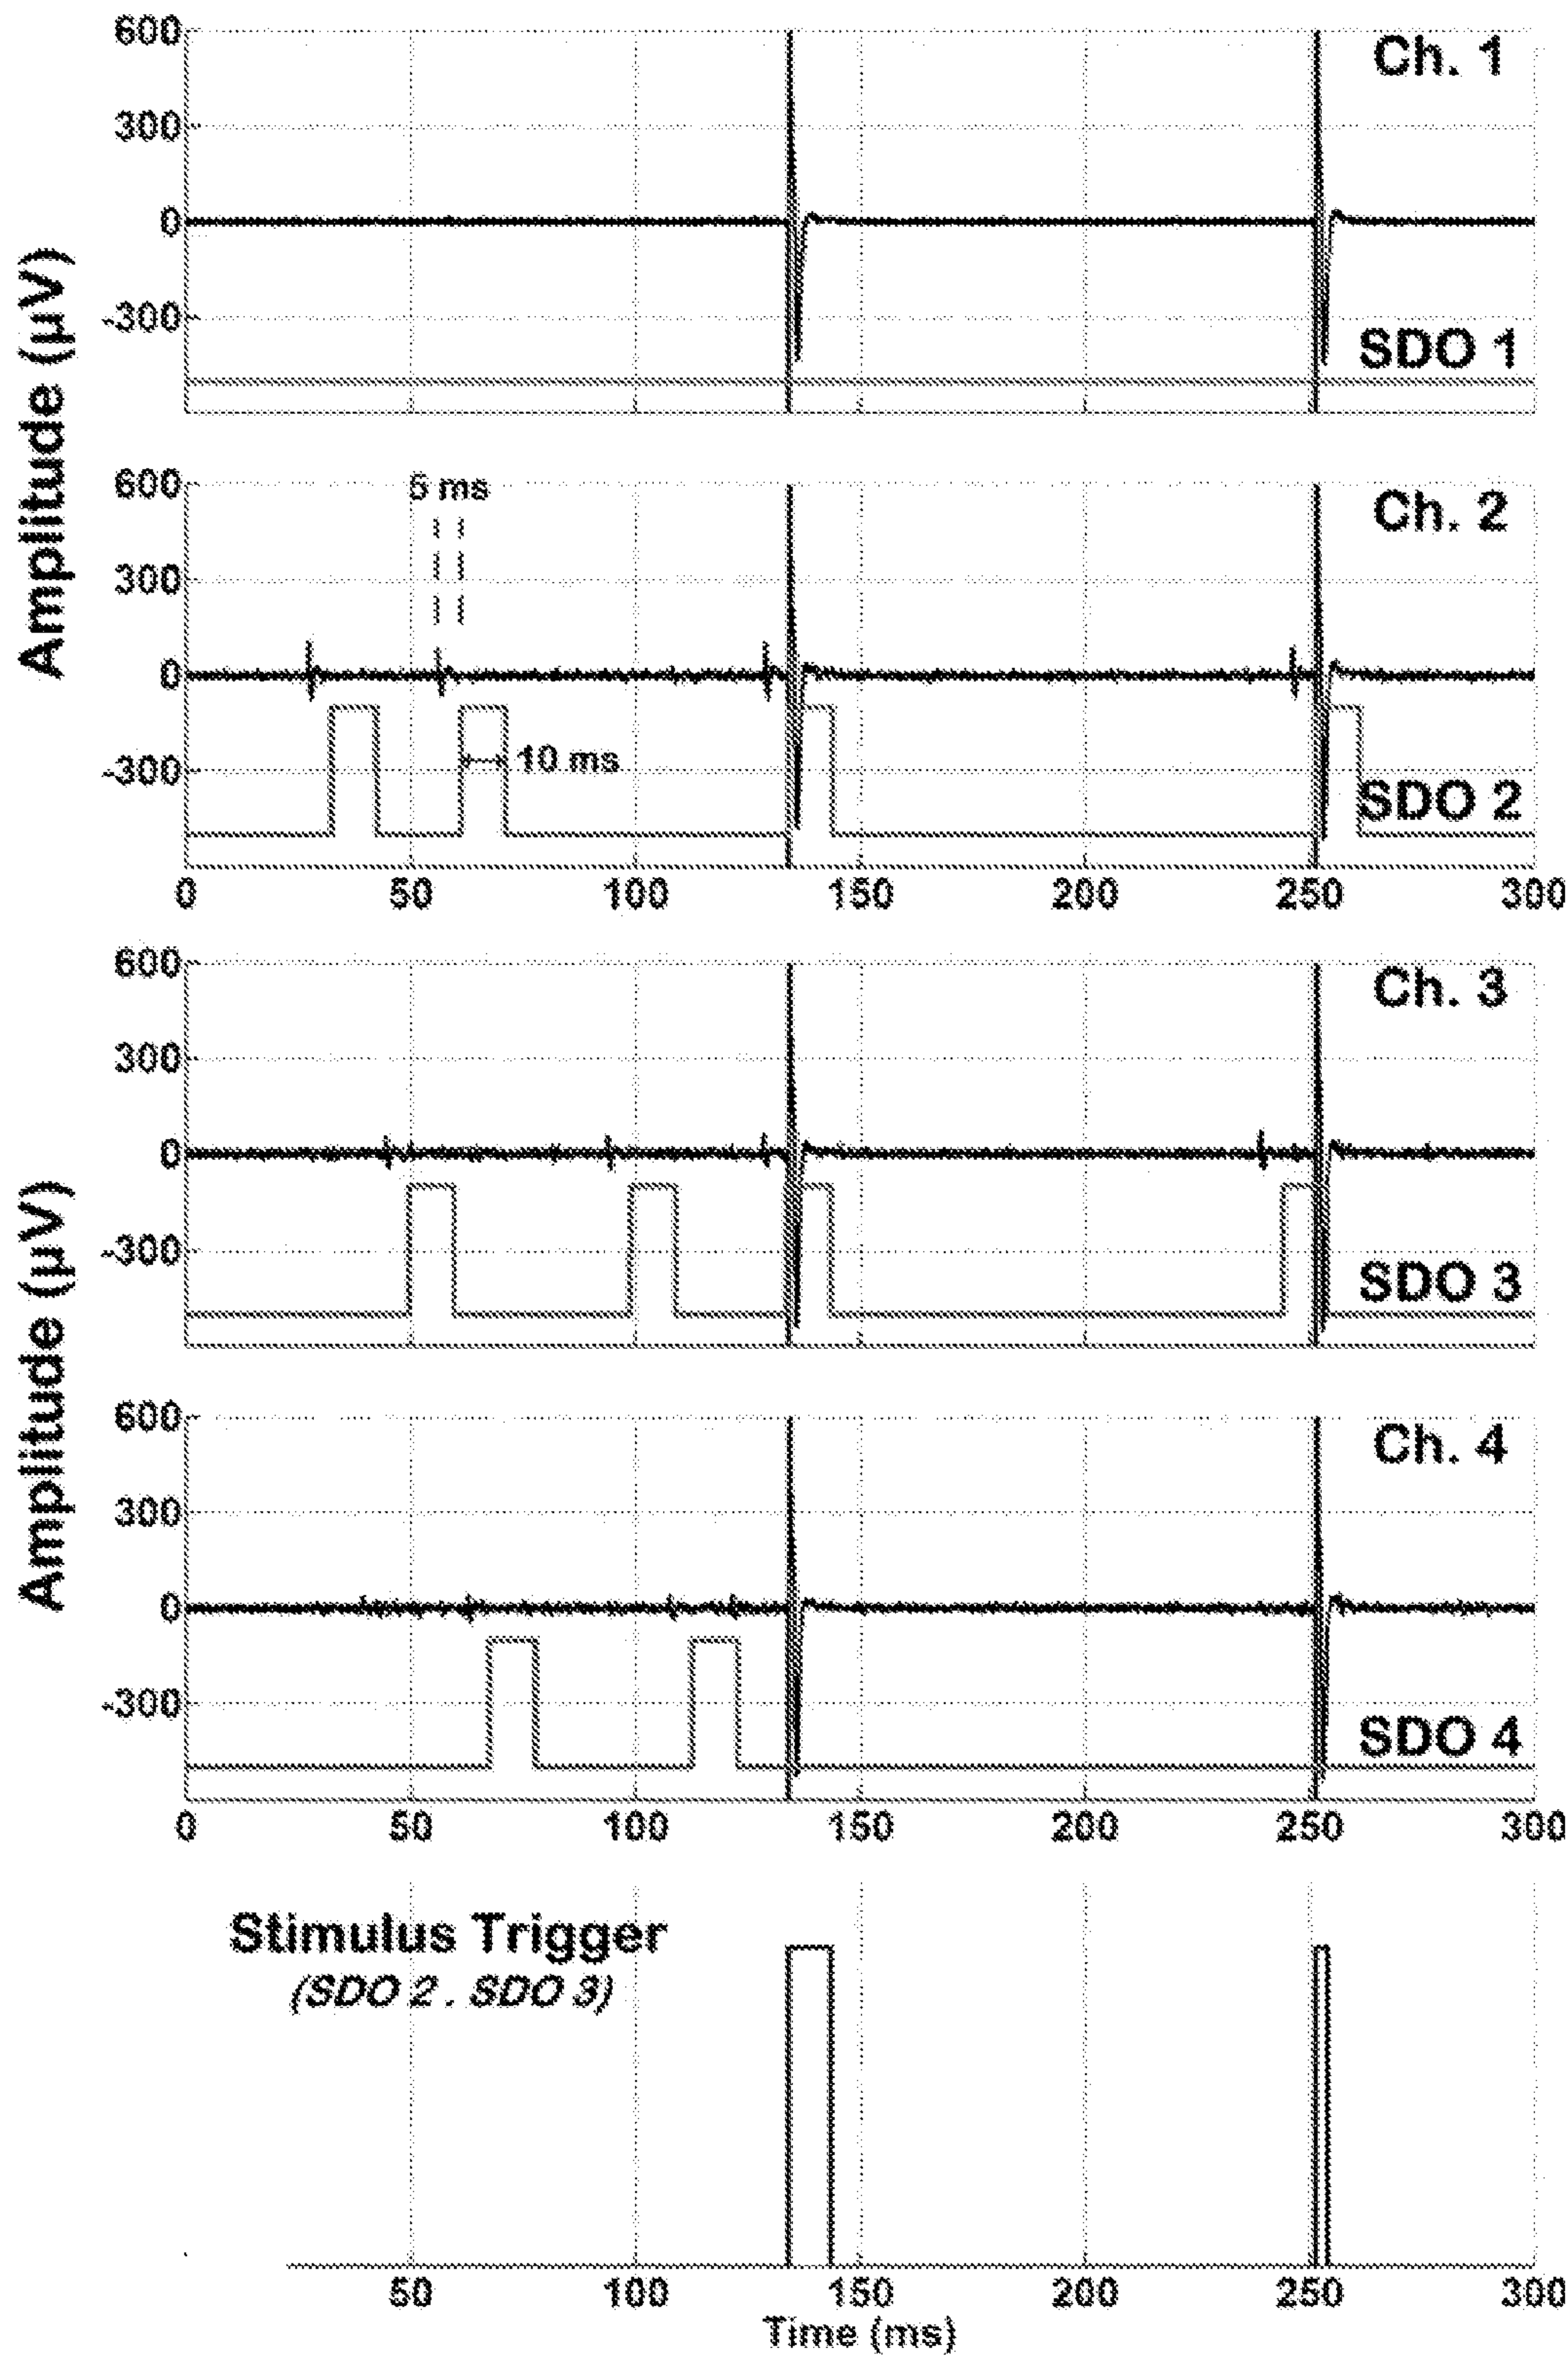 600
Ch. 1
300
0
-300
SDO 1
Amplitude (µV)
600
5 ms
Ch. 2
300
0
10 ms
-300
SDO 2
0 50 100 150 200 250 300
600
Ch. 3
300
0
-300
SDO 3
Amplitude (µV)
600
Ch. 4
300
0
-300
SDO 4
0 50 100 150 200 250 300
Stimulus Trigger
(SDO 2 . SDO 3)
50 100 150 200 250 300
Time (ms)